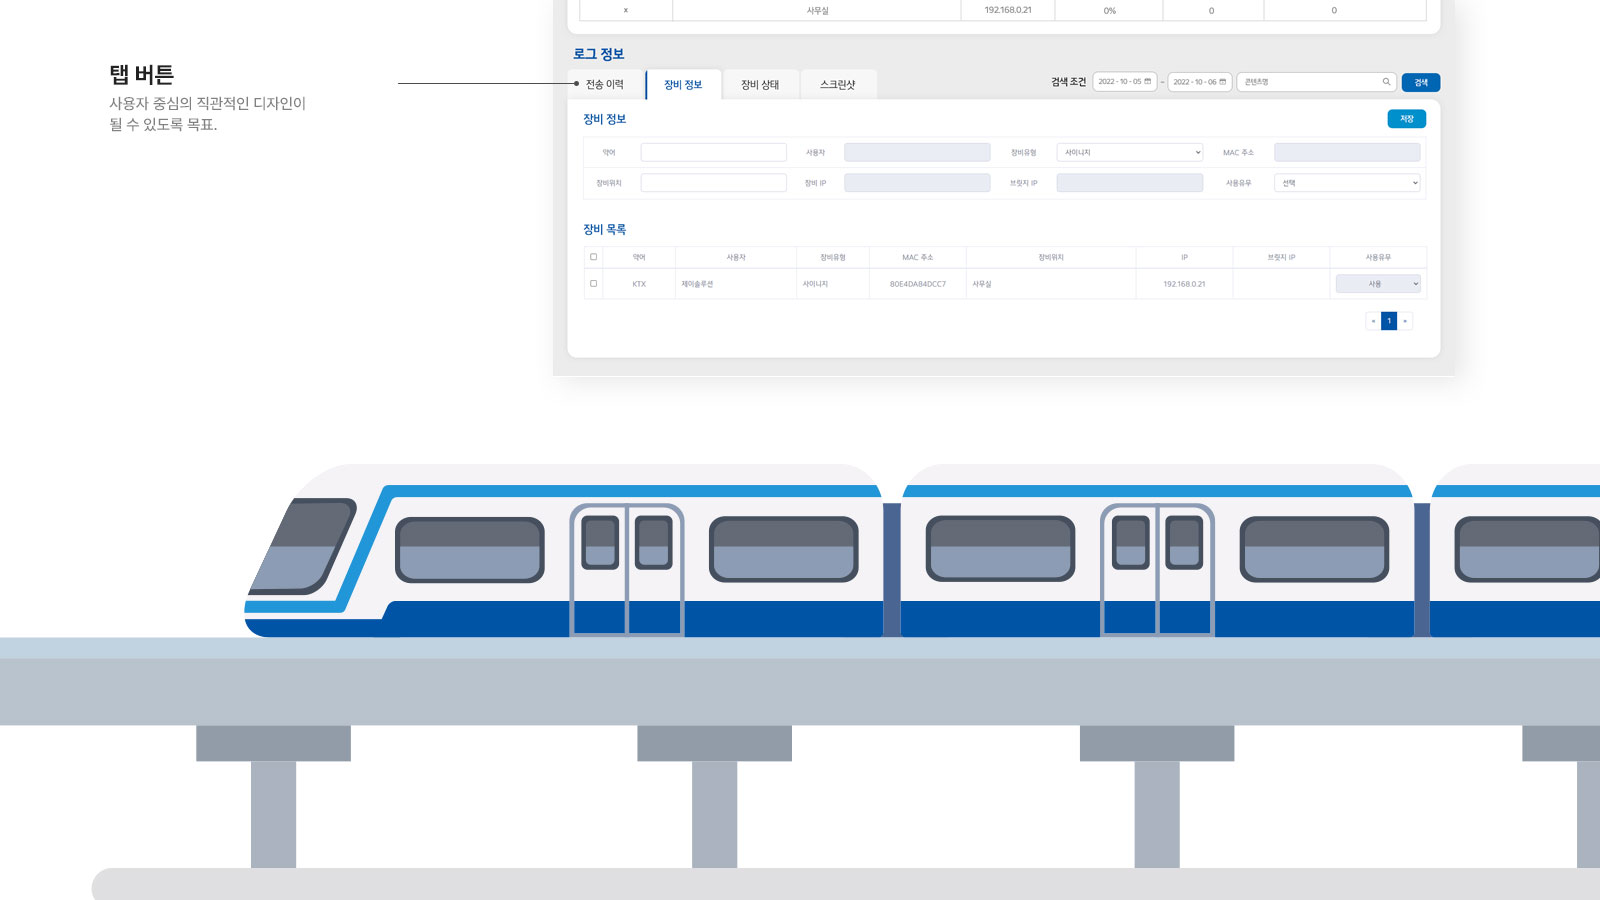 x 사무실 192.168.0.21 0% 0 0
로그 정보
탭 버튼
사용자 중심의 직관적인 디자인이
될 수 있도록 목표.
전송 이력 장비 정보 장비 상태 스크린샷
검색 조건 2022 - 10 - 05 ~ 2022 - 10 - 06 콘텐츠명 검색
장비 정보 저장
약어 사용자 장비유형 사이니지 MAC 주소
장비위치 장비 IP 브릿지 IP 사용유무 선택
장비 목록
약어 사용자 장비유형 MAC 주소 장비위치 IP 브릿지 IP 사용유무
KTX 제이솔루션 사이니지 80E4DA84DCC7 사무실 192.168.0.21 사용
« 1 »